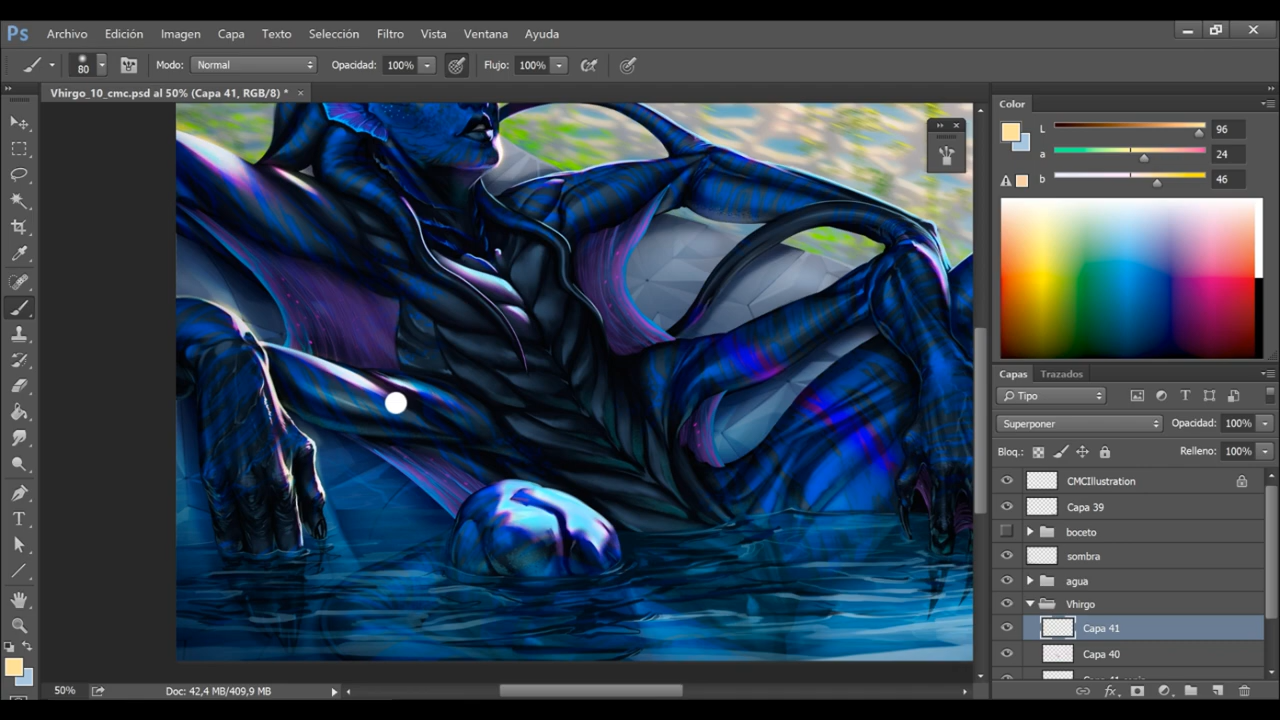 Ps Archivo Edición Imagen Capa Texto Selección Filtro Vista Ventana Ayuda
80 Modo: Normal Opacidad: 100% Flujo: 100%
Vhirgo_10_cmc.psd al 50% (Capa 41, RGB/8) * ×
Color
L 96
a 24
b 46
Capas Trazados
Tipo
Superponer Opacidad: 100%
Bloq.: Relleno: 100%
CMCIllustration
Capa 39
boceto
sombra
agua
Vhirgo
Capa 41
Capa 40
50% Doc: 42,4 MB/409,9 MB